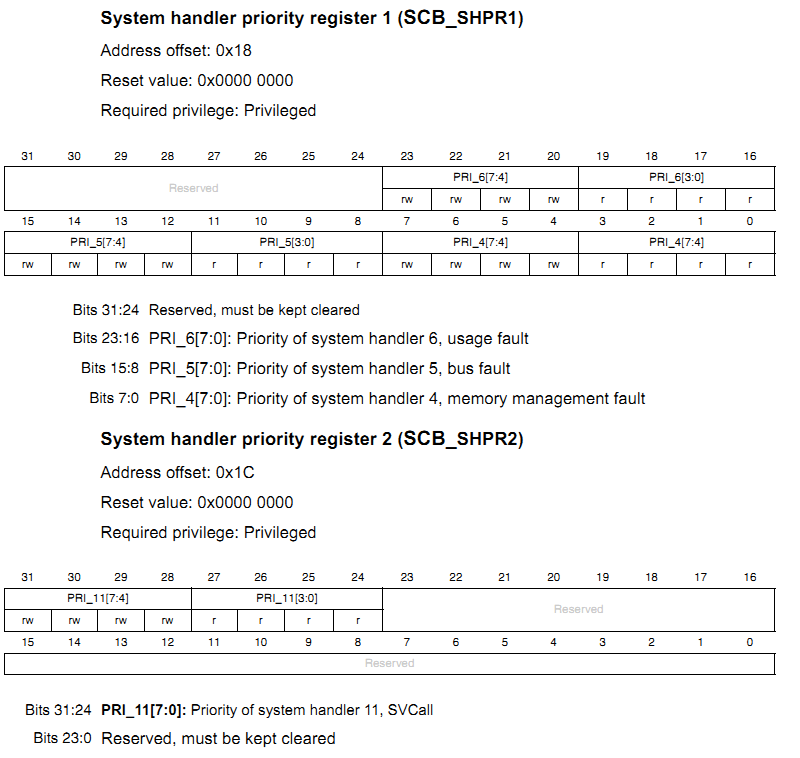 System handler priority register 1 (SCB_SHPR1)
Address offset: 0x18
Reset value: 0x0000 0000
Required privilege: Privileged
31 30 29 28 27 26 25 24 23 22 21 20 19 18 17 16
Reserved PRI_6[7:4] PRI_6[3:0]
rw rw rw rw r r r r
15 14 13 12 11 10 9 8 7 6 5 4 3 2 1 0
PRI_5[7:4] PRI_5[3:0] PRI_4[7:4] PRI_4[7:4]
rw rw rw rw r r r r rw rw rw rw r r r r
Bits 31:24 Reserved, must be kept cleared
Bits 23:16 PRI_6[7:0]: Priority of system handler 6, usage fault
Bits 15:8 PRI_5[7:0]: Priority of system handler 5, bus fault
Bits 7:0 PRI_4[7:0]: Priority of system handler 4, memory management fault
System handler priority register 2 (SCB_SHPR2)
Address offset: 0x1C
Reset value: 0x0000 0000
Required privilege: Privileged
31 30 29 28 27 26 25 24 23 22 21 20 19 18 17 16
PRI_11[7:4] PRI_11[3:0] Reserved
rw rw rw rw r r r r
15 14 13 12 11 10 9 8 7 6 5 4 3 2 1 0
Reserved
Bits 31:24 PRI_11[7:0]: Priority of system handler 11, SVCall
Bits 23:0 Reserved, must be kept cleared